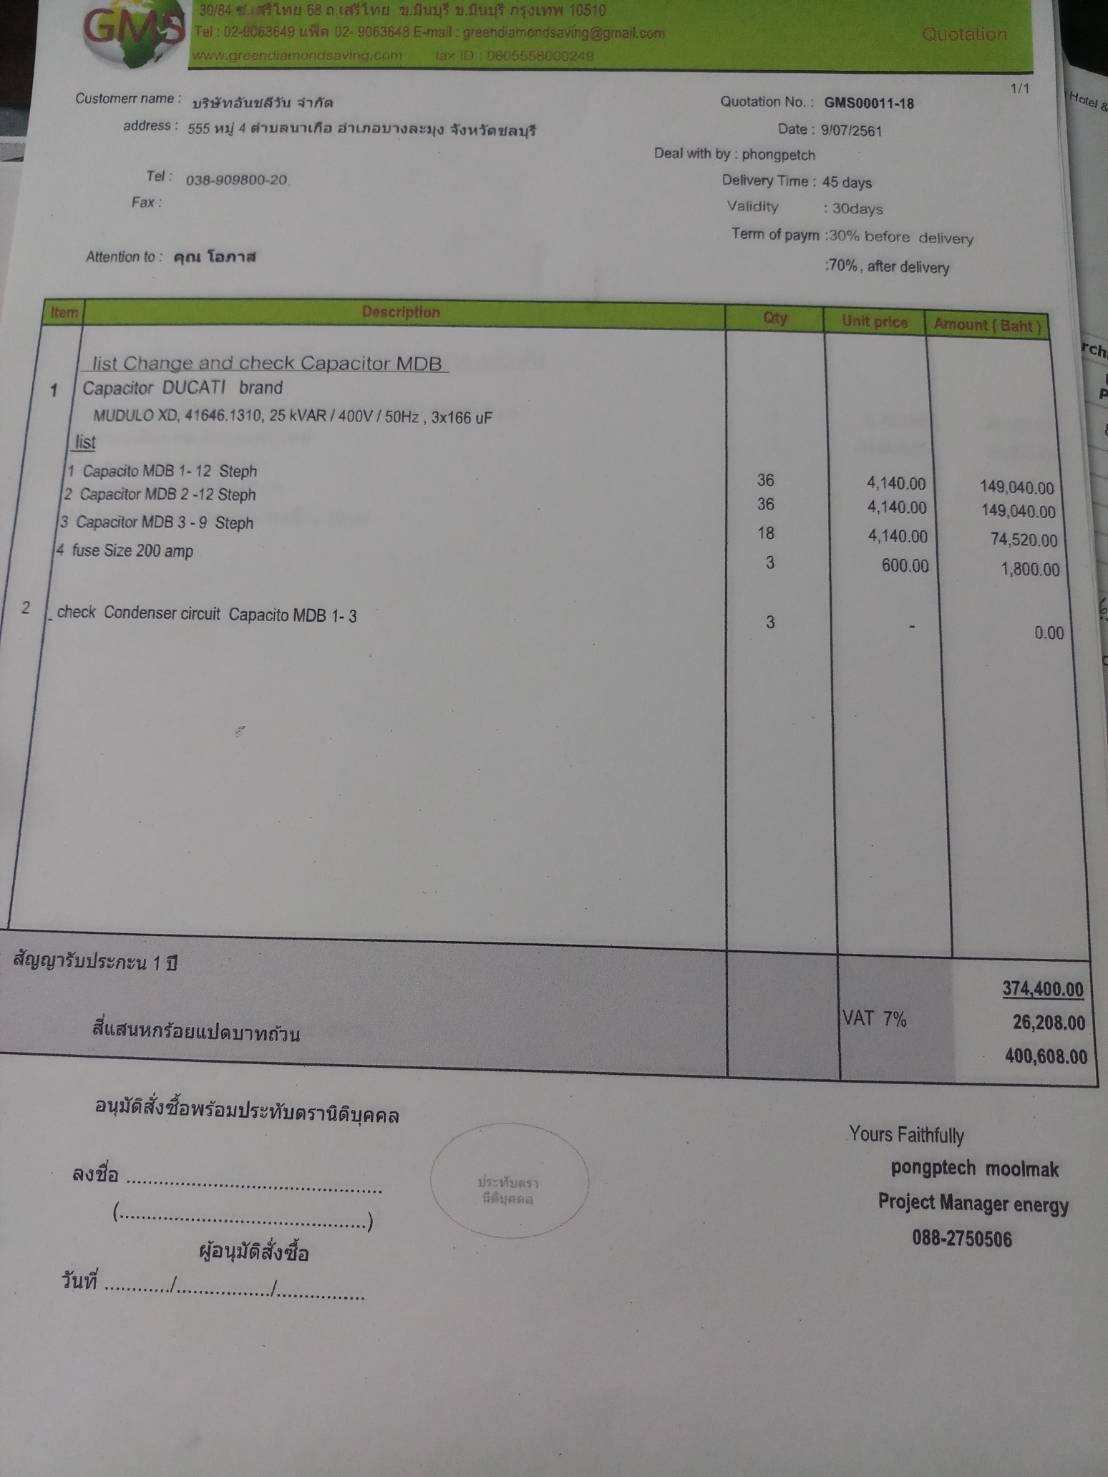 GMS
30/84 ซ.เสรีไทย 68 ถ.เสรีไทย ข.มีนบุรี ข.มีนบุรี กรุงเทพ 10510
Tel : 02-9063649 แฟ็ค 02- 9063648 E-mail : greendiamondsaving@gmail.com
www.greendiamondsaving.com tax ID : 0605558000249
Quotation
1/1
Hotel &
Customerr name : บริษัทอันชลีวัน จำกัด
address : 555 หมู่ 4 ตำบลนาเกือ อำเภอบางละมุง จังหวัดชลบุรี
Tel : 038-909800-20
Fax :
Attention to : คุณ โอภาส
Quotation No. : GMS00011-18
Date : 9/07/2561
Deal with by : phongpetch
Delivery Time : 45 days
Validity : 30days
Term of paym :30% before delivery
:70% , after delivery
Item Description Qty Unit price Amount ( Baht )
list Change and check Capacitor MDB
1 Capacitor DUCATI brand
MUDULO XD, 41646.1310, 25 kVAR / 400V / 50Hz , 3x166 uF
list
1 Capacito MDB 1- 12 Steph 36 4,140.00 149,040.00
2 Capacitor MDB 2 -12 Steph 36 4,140.00 149,040.00
3 Capacitor MDB 3 - 9 Steph 18 4,140.00 74,520.00
4 fuse Size 200 amp 3 600.00 1,800.00
2 check Condenser circuit Capacito MDB 1- 3 3 - 0.00
สัญญารับประกะน 1 ปี
374,400.00
VAT 7% 26,208.00
สี่แสนหกร้อยแปดบาทถ้วน
400,608.00
อนุมัติสั่งซื้อพร้อมประทับตรานิติบุคคล
ลงชื่อ ................................................
(................................................)
ผู้อนุมัติสั่งซื้อ
วันที่ ............/................./................
ประทับตรา
นิติบุคคล
Yours Faithfully
pongptech moolmak
Project Manager energy
088-2750506